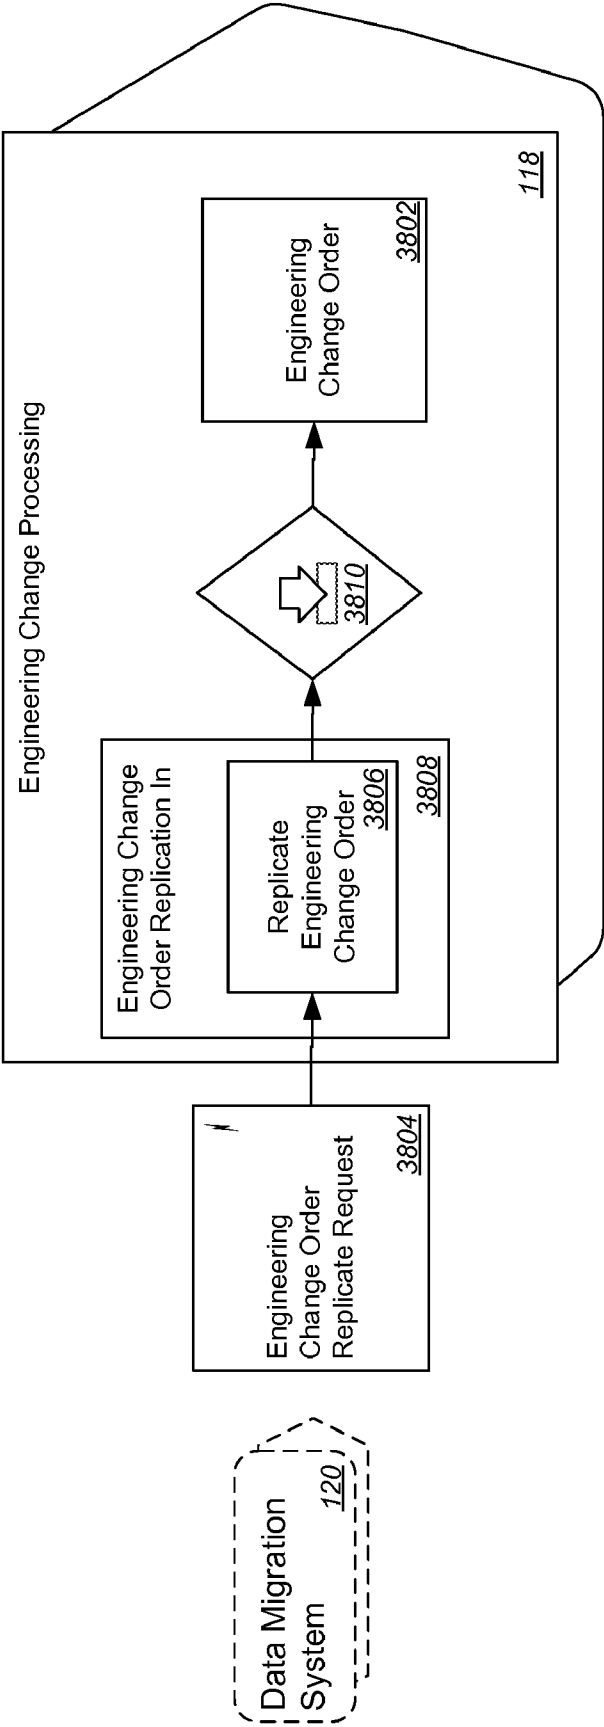 Data Migration
System
120
Engineering
Change Order
Replicate Request
3804
Engineering Change Processing
Engineering Change
Order Replication In
Replicate
Engineering
Change Order
3806
3808
3810
Engineering
Change Order
3802
118